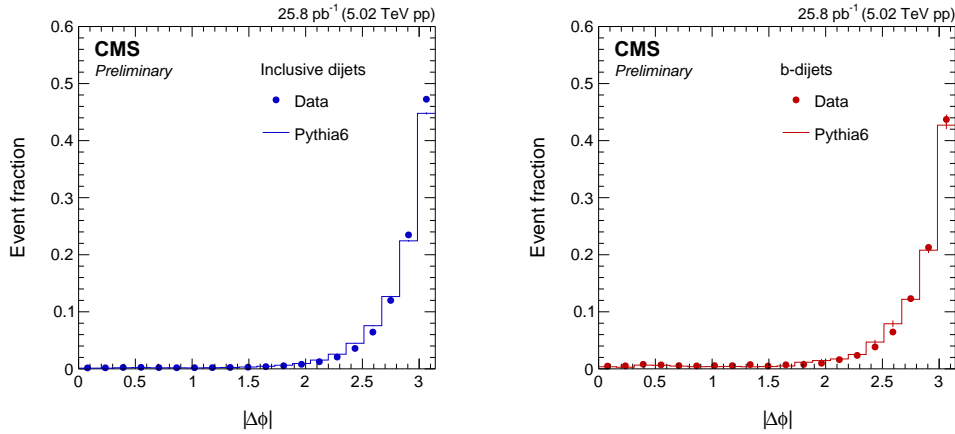 25.8 pb⁻¹ (5.02 TeV pp)
CMS
Preliminary
Inclusive dijets
Data
Pythia6
Event fraction
0.6
0.5
0.4
0.3
0.2
0.1
0
0 0.5 1 1.5 2 2.5 3
|Δϕ|
25.8 pb⁻¹ (5.02 TeV pp)
CMS
Preliminary
b-dijets
Data
Pythia6
Event fraction
0.6
0.5
0.4
0.3
0.2
0.1
0
0 0.5 1 1.5 2 2.5 3
|Δϕ|